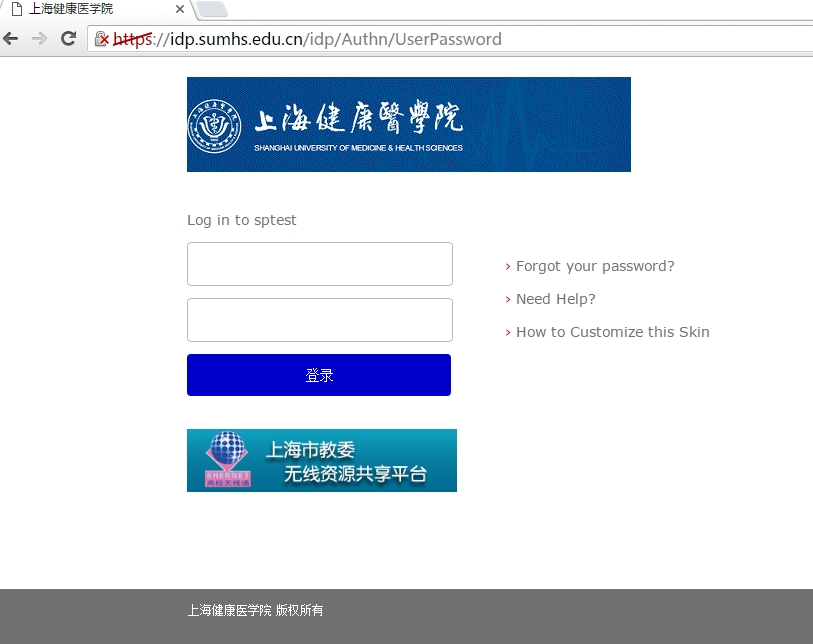 上海健康医学院
https://idp.sumhs.edu.cn/idp/Authn/UserPassword
上海健康醫學院
SHANGHAI UNIVERSITY OF MEDICINE & HEALTH SCIENCES
Log in to sptest
› Forgot your password?
› Need Help?
› How to Customize this Skin
登录
上海市教委
无线资源共享平台
SHERNET
高校无线通
上海健康医学院 版权所有